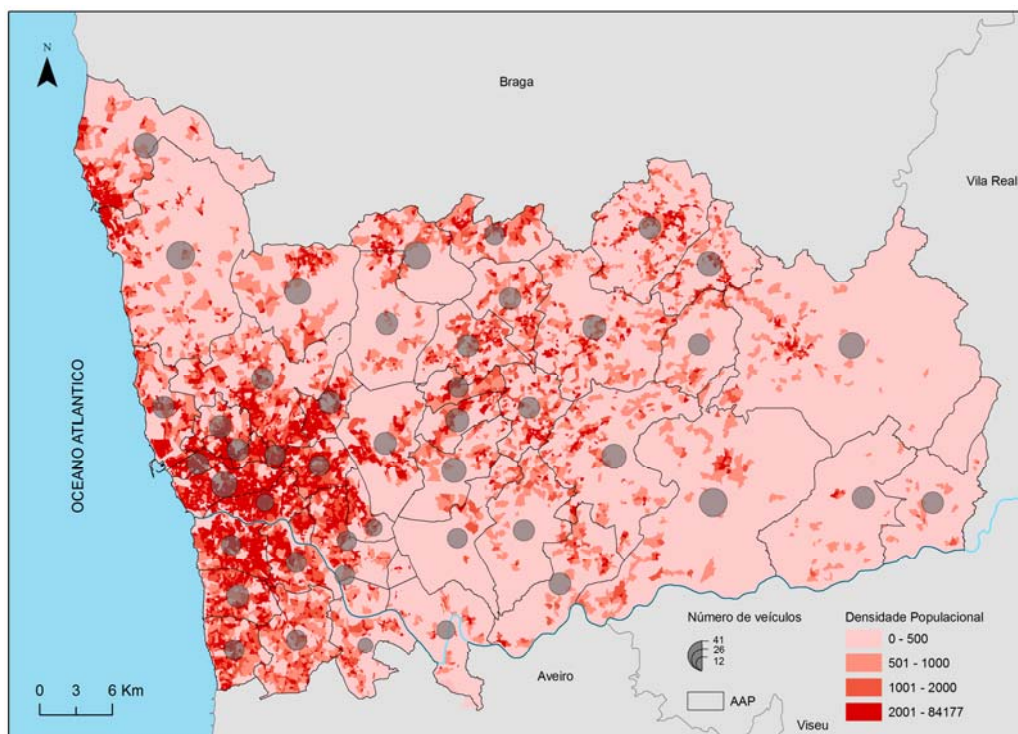 N
Braga
Vila Real
OCEANO ATLANTICO
Número de veículos
41
26
12
AAP
Densidade Populacional
0 - 500
501 - 1000
1001 - 2000
2001 - 84177
0 3 6 Km
Aveiro
Viseu